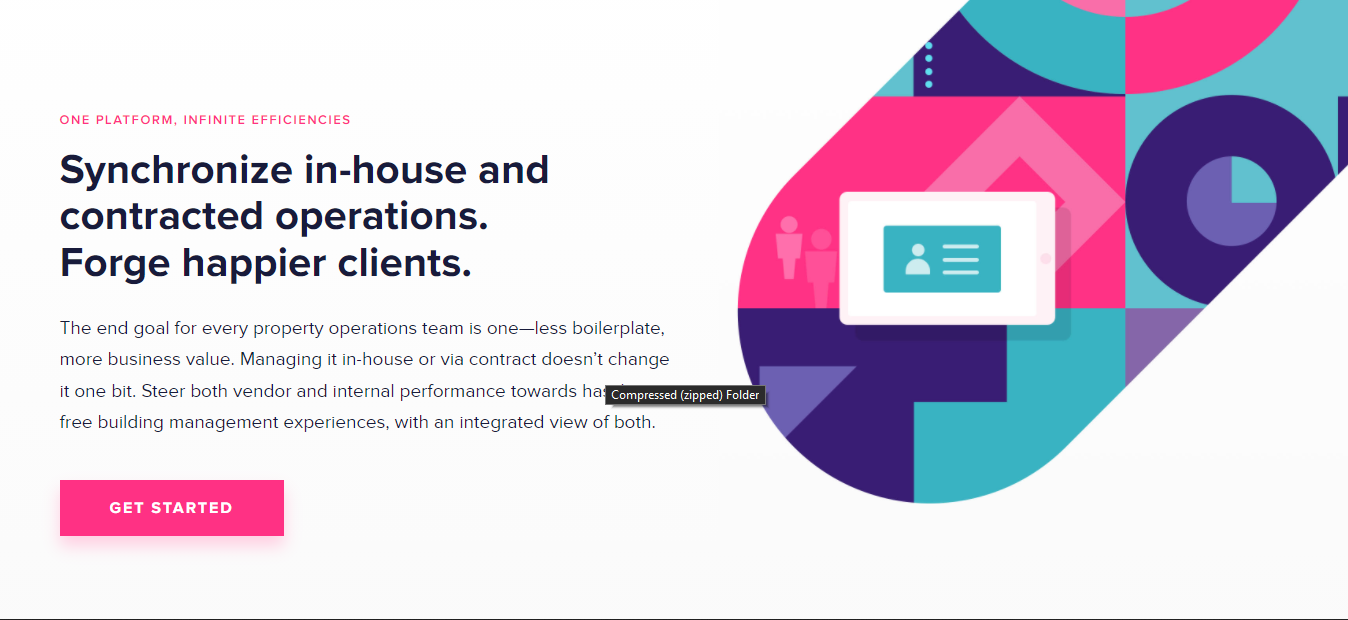 ONE PLATFORM, INFINITE EFFICIENCIES
Synchronize in-house and
contracted operations.
Forge happier clients.
The end goal for every property operations team is one—less boilerplate,
more business value. Managing it in-house or via contract doesn’t change
it one bit. Steer both vendor and internal performance towards
Compressed (zipped) Folder
free building management experiences, with an integrated view of both.
GET STARTED